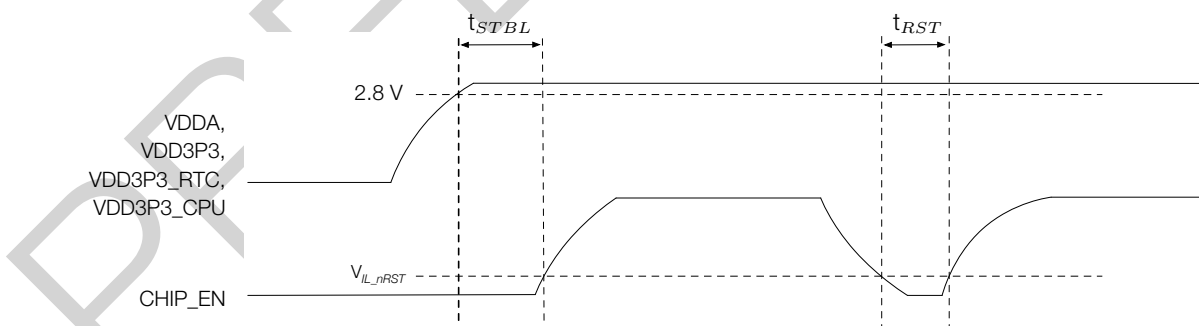 t_STBL
t_RST
2.8 V
VDDA,
VDD3P3,
VDD3P3_RTC,
VDD3P3_CPU
V_IL_nRST
CHIP_EN